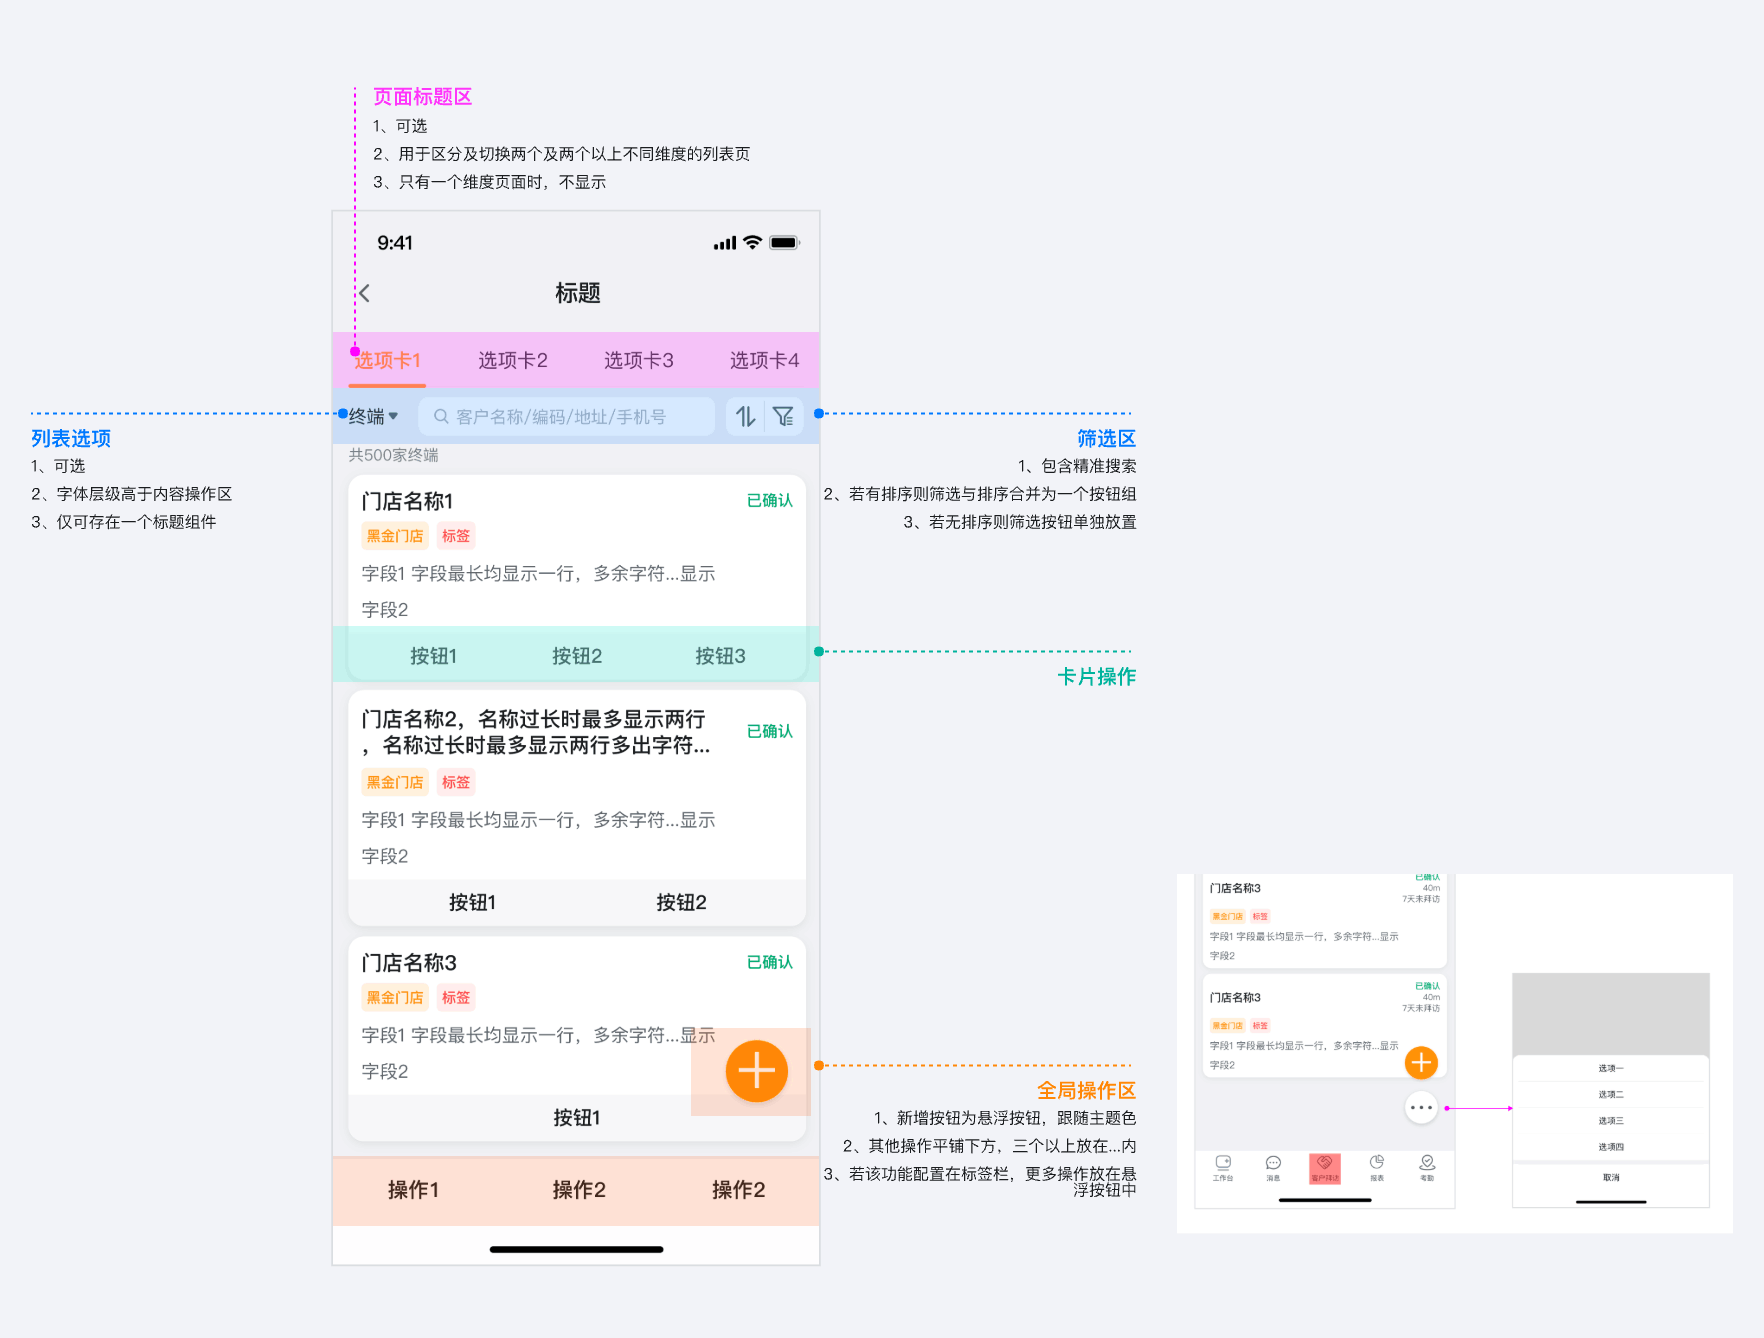 页面标题区
1、可选
2、用于区分及切换两个及两个以上不同维度的列表页
3、只有一个维度页面时，不显示
9:41
标题
选项卡1 选项卡2 选项卡3 选项卡4
终端 客户名称/编码/地址/手机号
列表选项
1、可选
2、字体层级高于内容操作区
3、仅可存在一个标题组件
筛选区
1、包含精准搜索
2、若有排序则筛选与排序合并为一个按钮组
3、若无排序则筛选按钮单独放置
共500家终端
门店名称1 已确认
黑金门店 标签
字段1 字段最长均显示一行，多余字符...显示
字段2
按钮1 按钮2 按钮3
卡片操作
门店名称2，名称过长时最多显示两行
，名称过长时最多显示两行多出字符...
已确认
黑金门店 标签
字段1 字段最长均显示一行，多余字符...显示
字段2
按钮1 按钮2
门店名称3 已确认
黑金门店 标签
字段1 字段最长均显示一行，多余字符...显示
字段2
按钮1
操作1 操作2 操作3
全局操作区
1、新增按钮为悬浮按钮，跟随主题色
2、其他操作平铺下方，三个以上放在...内
3、若该功能配置在标签栏，更多操作放在悬
浮按钮中
已确认
门店名称3 40m
7天未拜访
黑金门店 标签
字段1 字段最长均显示一行，多余字符...显示
字段2
已确认
门店名称3 40m
7天未拜访
黑金门店 标签
字段1 字段最长均显示一行，多余字符...显示
字段2
工作台 消息 客户拜访 报表 考勤
选项一
选项二
选项三
选项四
取消